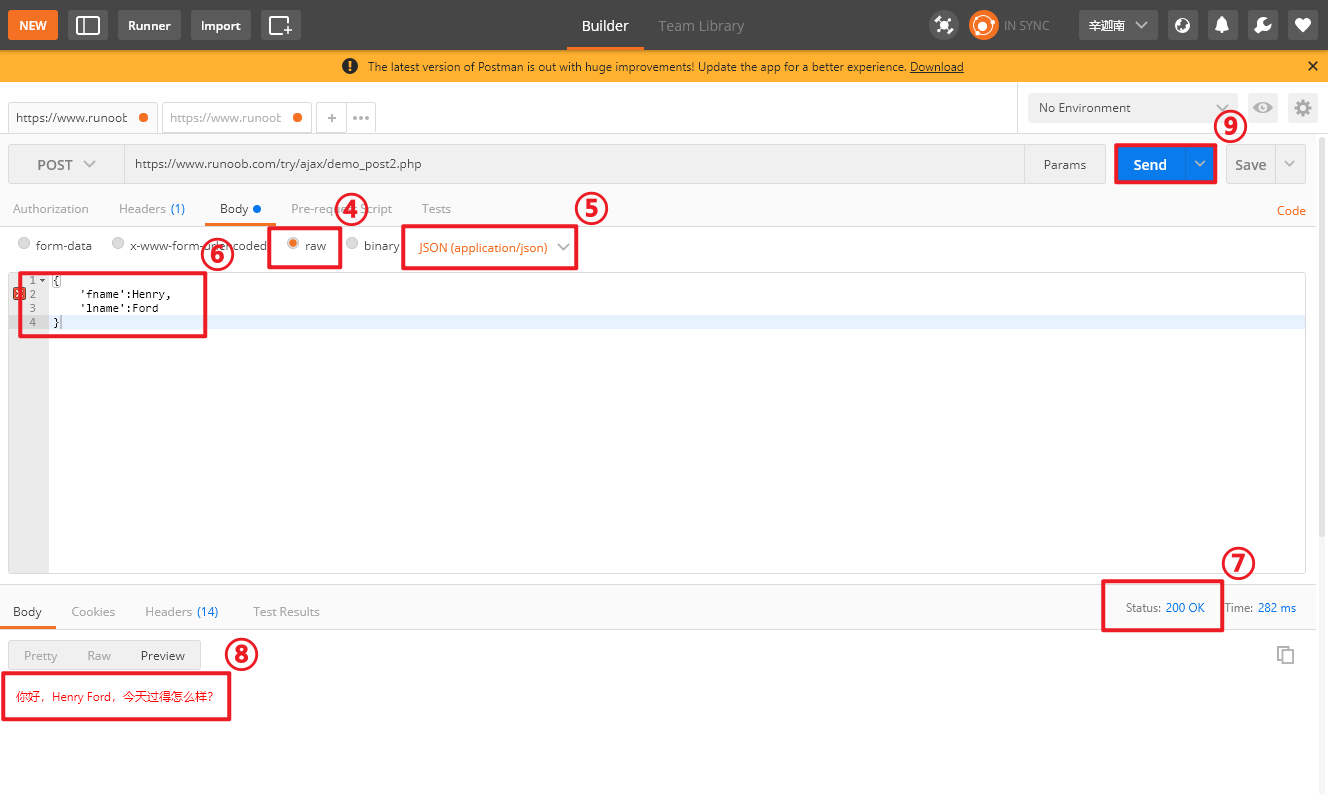 NEW Runner Import Builder Team Library IN SYNC 辛迦南
The latest version of Postman is out with huge improvements! Update the app for a better experience. Download
https://www.runoob https://www.runoob + No Environment
⑨
POST https://www.runoob.com/try/ajax/demo_post2.php Params Send Save
Authorization Headers (1) Body Pre-request Script Tests Code
④ ⑤
form-data x-www-form-urlencoded raw binary JSON (application/json)
⑥
1 {
2 'fname':Henry,
3 'lname':Ford
4 }
⑦
Body Cookies Headers (14) Test Results Status: 200 OK Time: 282 ms
Pretty Raw Preview ⑧
你好，Henry Ford，今天过得怎么样?